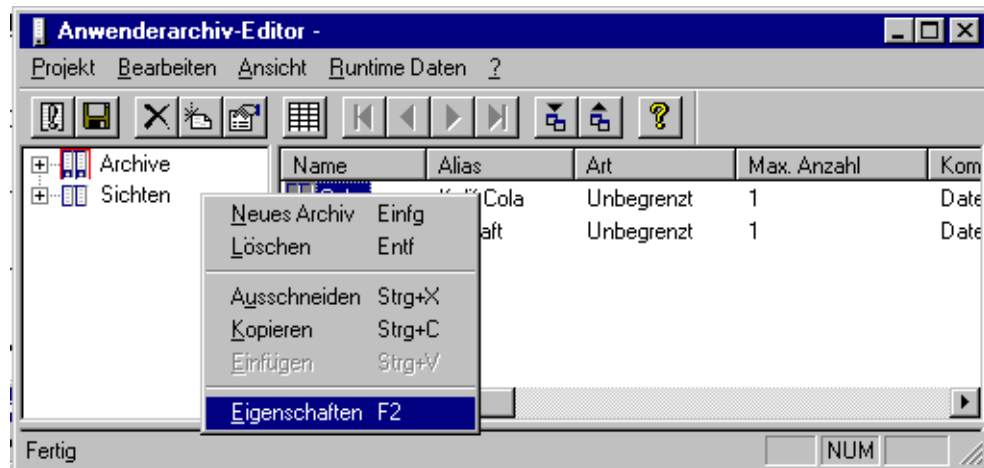 Anwenderarchiv-Editor -
Projekt Bearbeiten Ansicht Runtime Daten ?
Archive
Sichten
Name Alias Art Max. Anzahl Kom
Cola Unbegrenzt 1 Date
aft Unbegrenzt 1 Date
Neues Archiv Einfg
Löschen Entf
Ausschneiden Strg+X
Kopieren Strg+C
Einfügen Strg+V
Eigenschaften F2
Fertig NUM